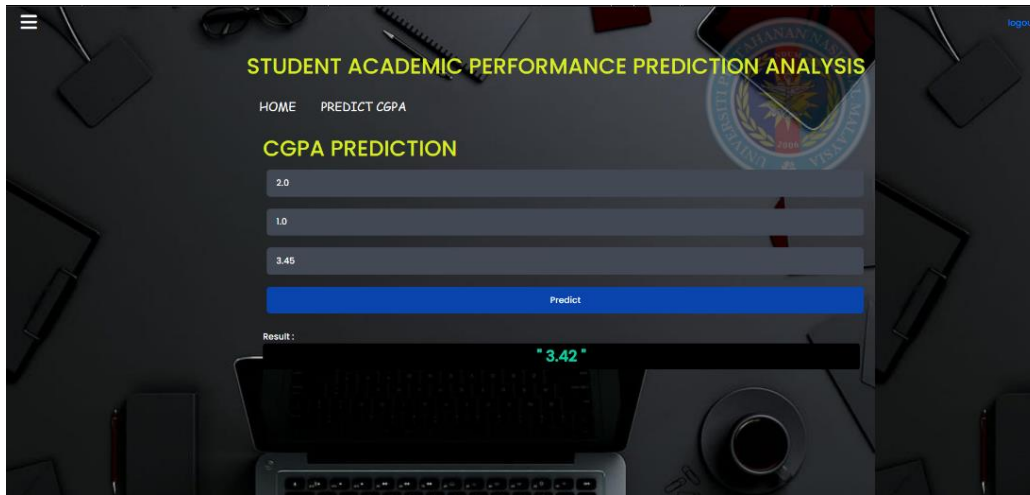 STUDENT ACADEMIC PERFORMANCE PREDICTION ANALYSIS
HOME PREDICT CGPA
CGPA PREDICTION
2.0
1.0
3.45
Predict
Result :
" 3.42 "